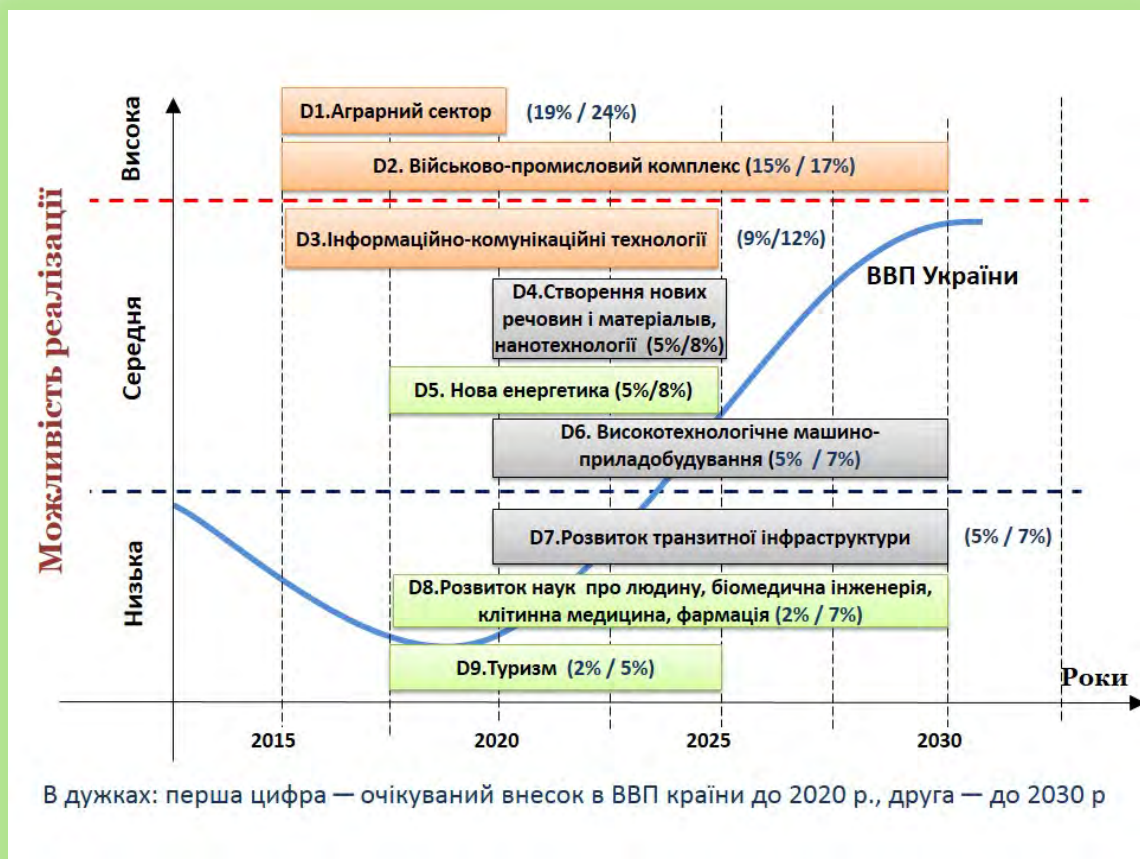 Можливість реалізації
Висока
Середня
Низька
D1.Аграрний сектор (19% / 24%)
D2. Військово-промисловий комплекс (15% / 17%)
D3.Інформаційно-комунікаційні технології (9%/12%)
ВВП України
D4.Створення нових
речовин і матеріалыв,
нанотехнології (5%/8%)
D5. Нова енергетика (5%/8%)
D6. Високотехнологічне машино-
приладобудування (5% / 7%)
D7.Розвиток транзитної інфраструктури (5% / 7%)
D8.Розвиток наук про людину, біомедична інженерія,
клітинна медицина, фармація (2% / 7%)
D9.Туризм (2% / 5%)
Роки
2015 2020 2025 2030
В дужках: перша цифра — очікуваний внесок в ВВП країни до 2020 р., друга — до 2030 р